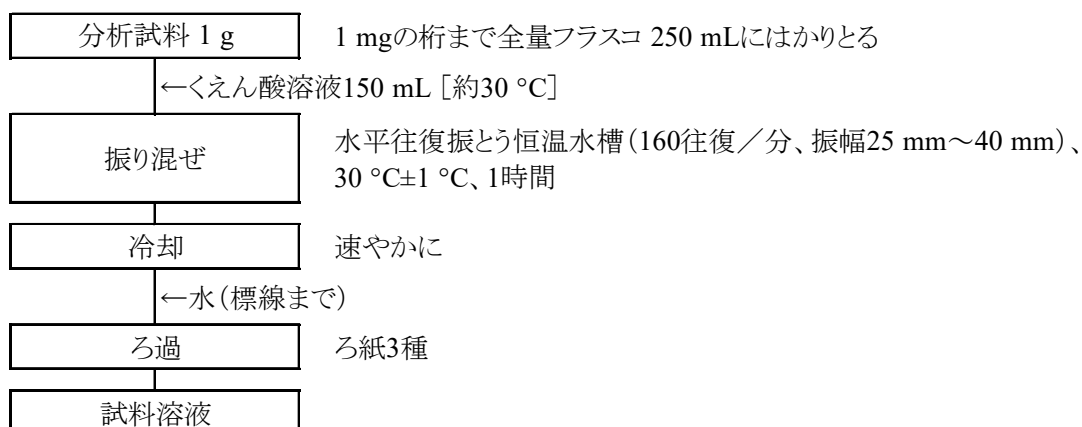 分析試料 1 g
1 mgの桁まで全量フラスコ 250 mLにはかりとる
←くえん酸溶液150 mL [約30 °C]
振り混ぜ
水平往復振とう恒温水槽(160往復/分、振幅25 mm~40 mm)、
30 °C±1 °C、1時間
冷却
速やかに
←水(標線まで)
ろ過
ろ紙3種
試料溶液